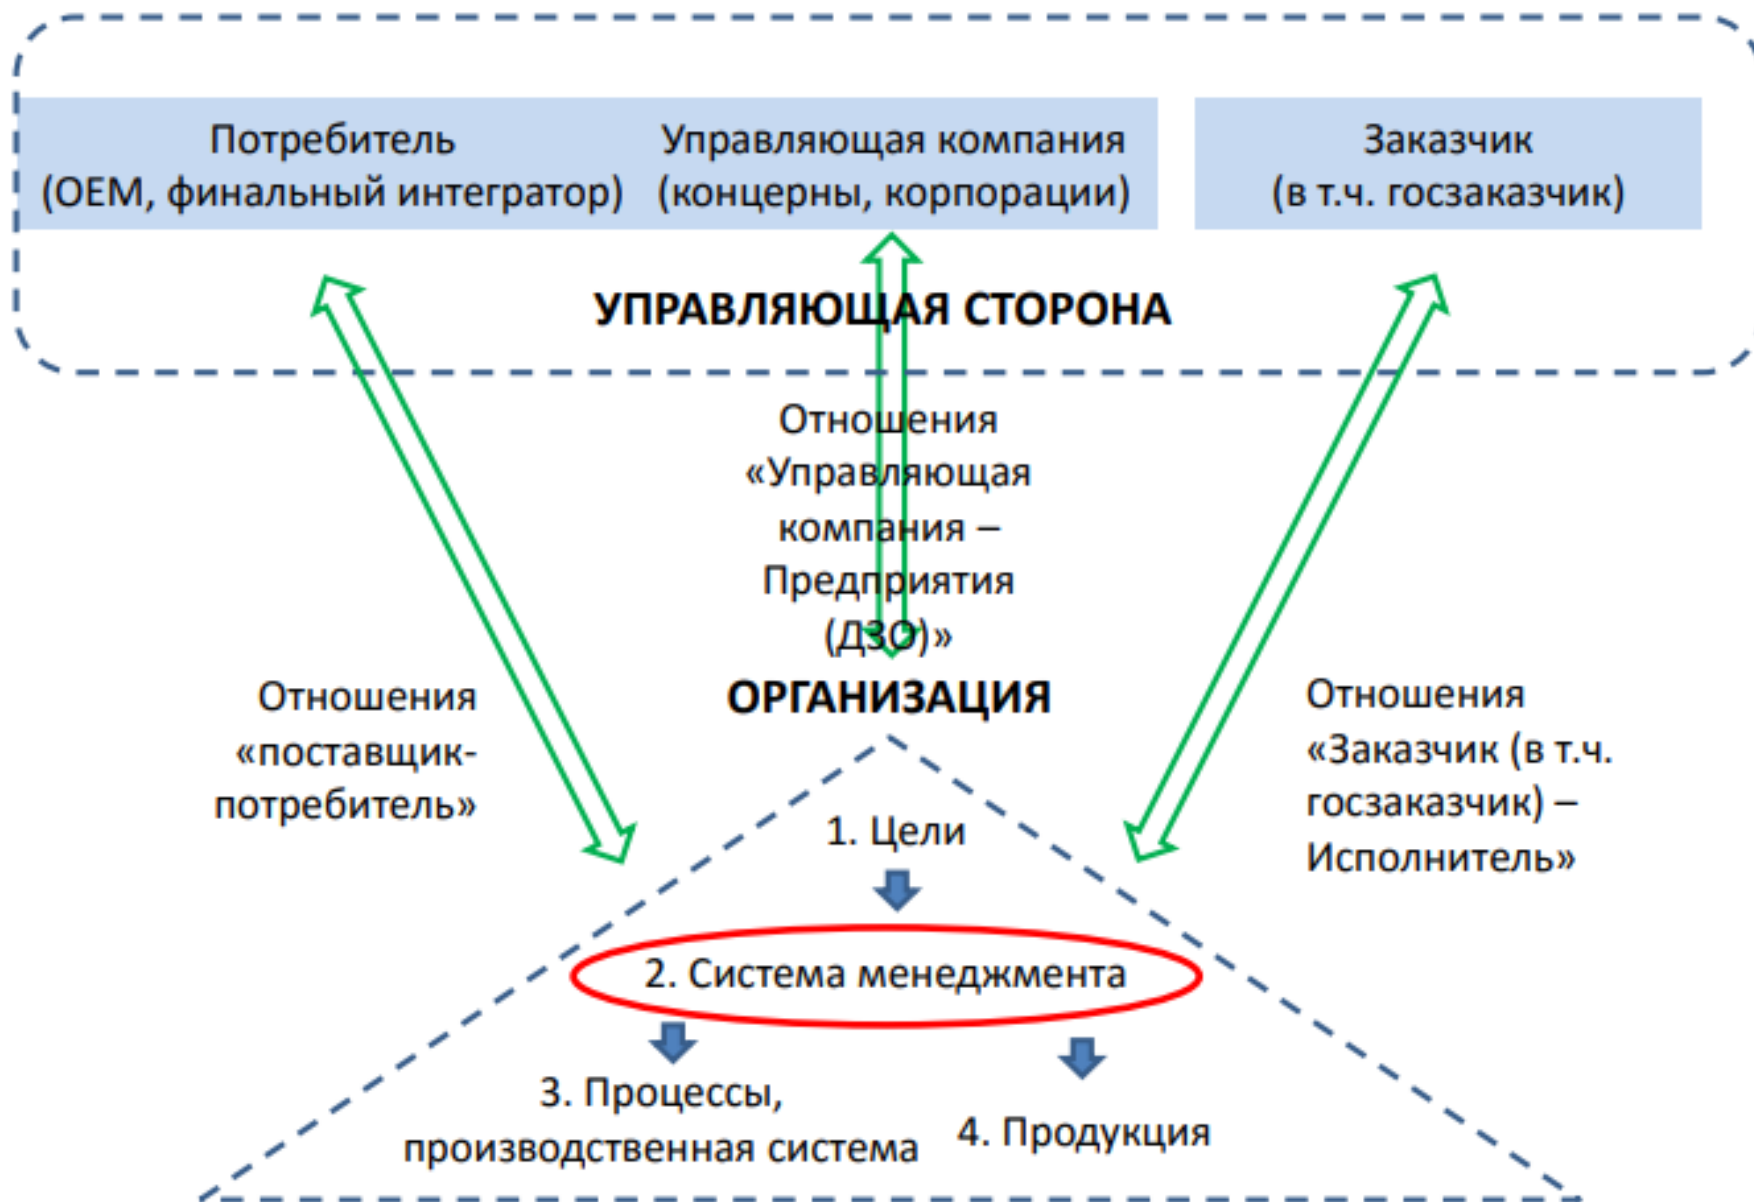 Потребитель
(ОЕМ, финальный интегратор)
Управляющая компания
(концерны, корпорации)
Заказчик
(в т.ч. госзаказчик)
УПРАВЛЯЮЩАЯ СТОРОНА
Отношения
«Управляющая
компания –
Предприятия
(ДЗО)»
Отношения
«поставщик-
потребитель»
Отношения
«Заказчик (в т.ч.
госзаказчик) –
Исполнитель»
ОРГАНИЗАЦИЯ
1. Цели
2. Система менеджмента
3. Процессы,
производственная система
4. Продукция